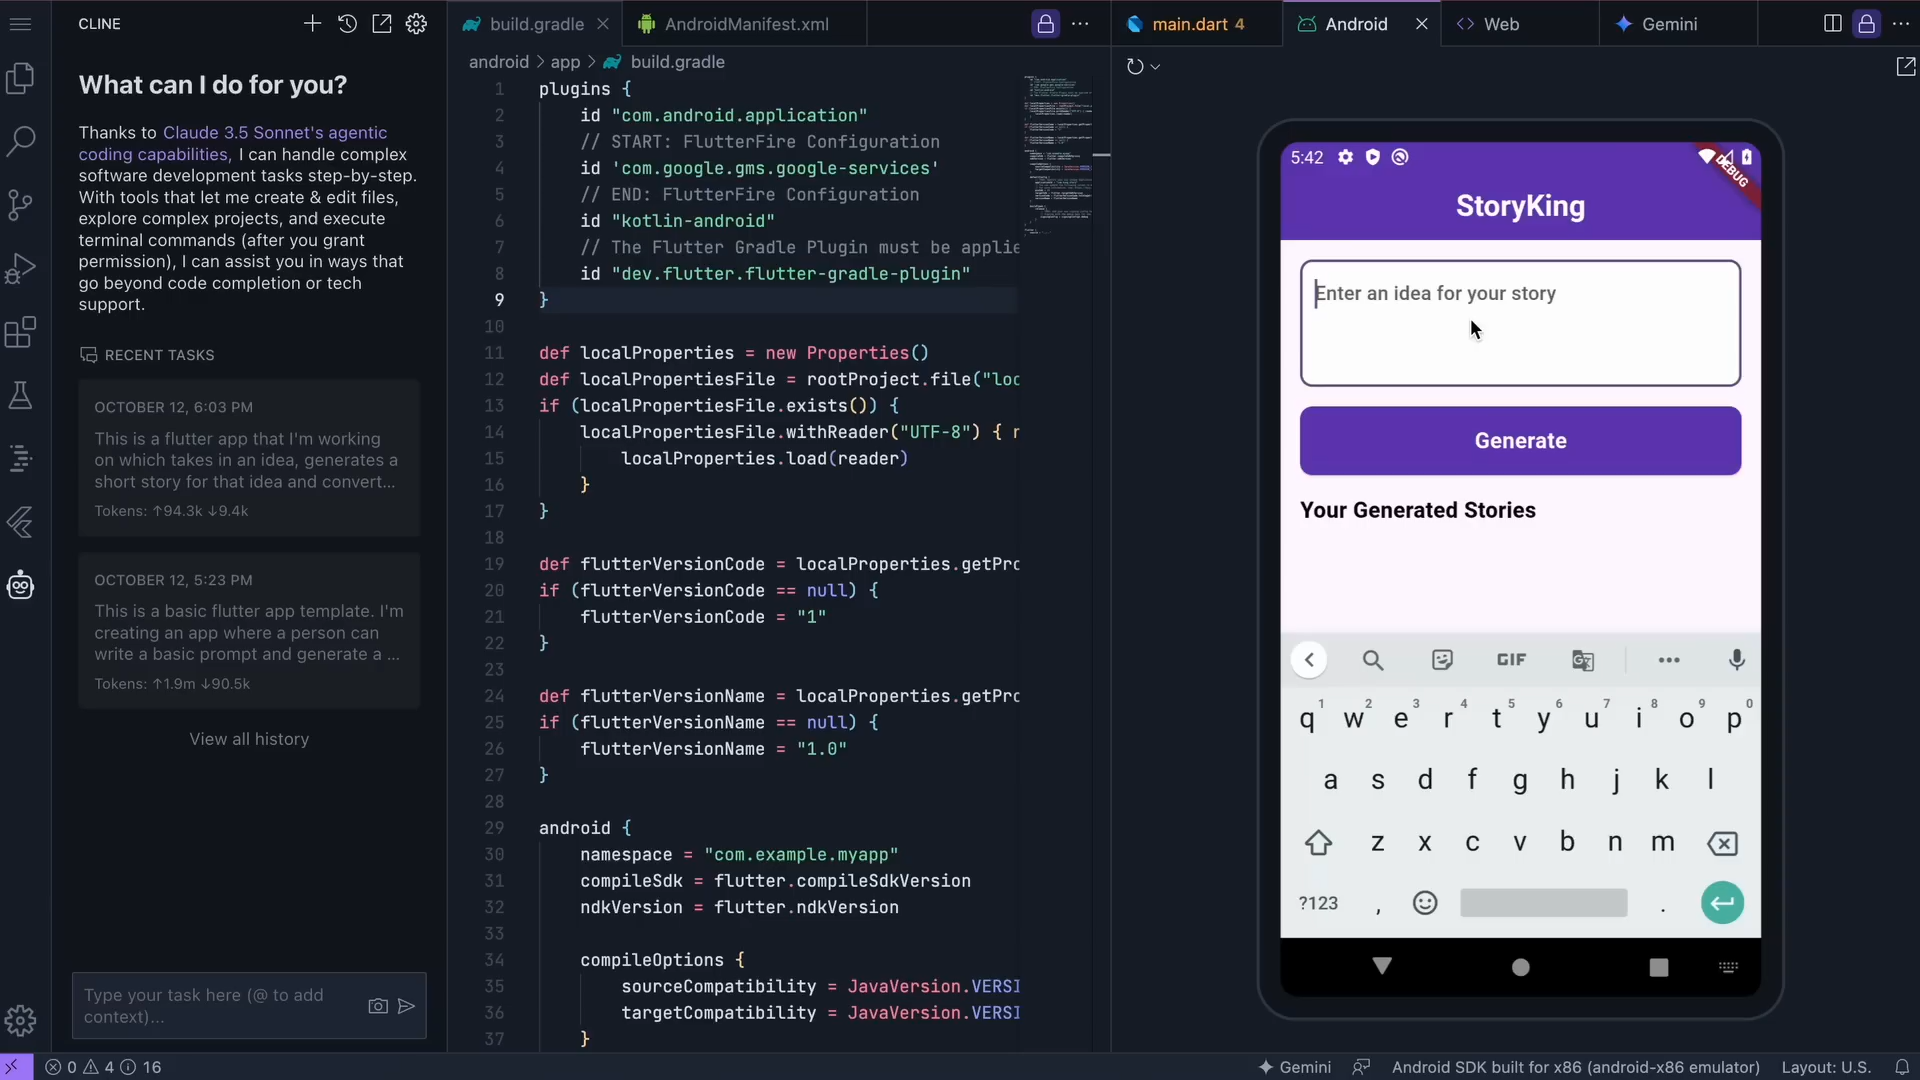 CLINE
What can I do for you?
Thanks to Claude 3.5 Sonnet's agentic
coding capabilities, I can handle complex
software development tasks step-by-step.
With tools that let me create & edit files,
explore complex projects, and execute
terminal commands (after you grant
permission), I can assist you in ways that
go beyond code completion or tech
support.
RECENT TASKS
OCTOBER 12, 6:03 PM
This is a flutter app that I'm working
on which takes in an idea, generates a
short story for that idea and convert...
Tokens: ↑94.3k ↓9.4k
OCTOBER 12, 5:23 PM
This is a basic flutter app template. I'm
creating an app where a person can
write a basic prompt and generate a ...
Tokens: ↑1.9m ↓90.5k
View all history
Type your task here (@ to add
context)...
build.gradle
AndroidManifest.xml
android > app > build.gradle
1 plugins {
2 id "com.android.application"
3 // START: FlutterFire Configuration
4 id 'com.google.gms.google-services'
5 // END: FlutterFire Configuration
6 id "kotlin-android"
7 // The Flutter Gradle Plugin must be applie
8 id "dev.flutter.flutter-gradle-plugin"
9 }
10
11 def localProperties = new Properties()
12 def localPropertiesFile = rootProject.file("loc
13 if (localPropertiesFile.exists()) {
14 localPropertiesFile.withReader("UTF-8") { r
15 localProperties.load(reader)
16 }
17 }
18
19 def flutterVersionCode = localProperties.getPro
20 if (flutterVersionCode == null) {
21 flutterVersionCode = "1"
22 }
23
24 def flutterVersionName = localProperties.getPro
25 if (flutterVersionName == null) {
26 flutterVersionName = "1.0"
27 }
28
29 android {
30 namespace = "com.example.myapp"
31 compileSdk = flutter.compileSdkVersion
32 ndkVersion = flutter.ndkVersion
33
34 compileOptions {
35 sourceCompatibility = JavaVersion.VERSI
36 targetCompatibility = JavaVersion.VERSI
37 }
main.dart 4
Android
Web
Gemini
5:42
DEBUG
StoryKing
Enter an idea for your story
Generate
Your Generated Stories
GIF
q1 w2 e3 r4 t5 y6 u7 i8 o9 p0
a s d f g h j k l
z x c v b n m
?123 , .
0 4 16
Gemini
Android SDK built for x86 (android-x86 emulator)
Layout: U.S.